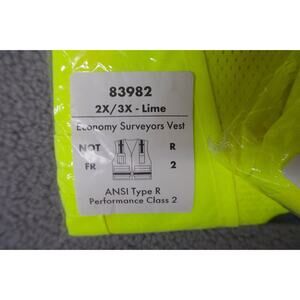 83982
2X/3X - Lime
Economy Surveyors Vest
NOT R
FR 2
ANSI Type R
Performance Class 2